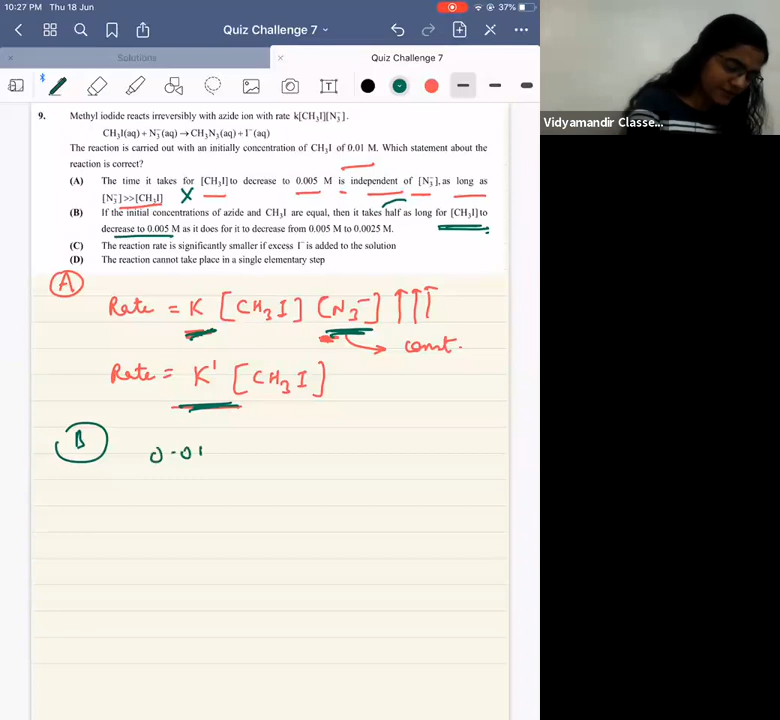 10:27 PM Thu 18 Jun
37%
Quiz Challenge 7
Solutions
Quiz Challenge 7
T
9. Methyl iodide reacts irreversibly with azide ion with rate k[CH₃I][N₃⁻].
CH₃I(aq) + N₃⁻(aq) → CH₃N₃(aq) + I⁻(aq)
The reaction is carried out with an initially concentration of CH₃I of 0.01 M. Which statement about the
reaction is correct?
(A) The time it takes for [CH₃I] to decrease to 0.005 M is independent of [N₃⁻], as long as
[N₃⁻]>>[CH₃I] X
(B) If the initial concentrations of azide and CH₃I are equal, then it takes half as long for [CH₃I] to
decrease to 0.005 M as it does for it to decrease from 0.005 M to 0.0025 M.
(C) The reaction rate is significantly smaller if excess I⁻ is added to the solution
(D) The reaction cannot take place in a single elementary step
A
Rate = K [CH₃I] [N₃⁻] ↑↑↑
const.
Rate = K' [CH₃I]
B
0.01
Vidyamandir Classe...